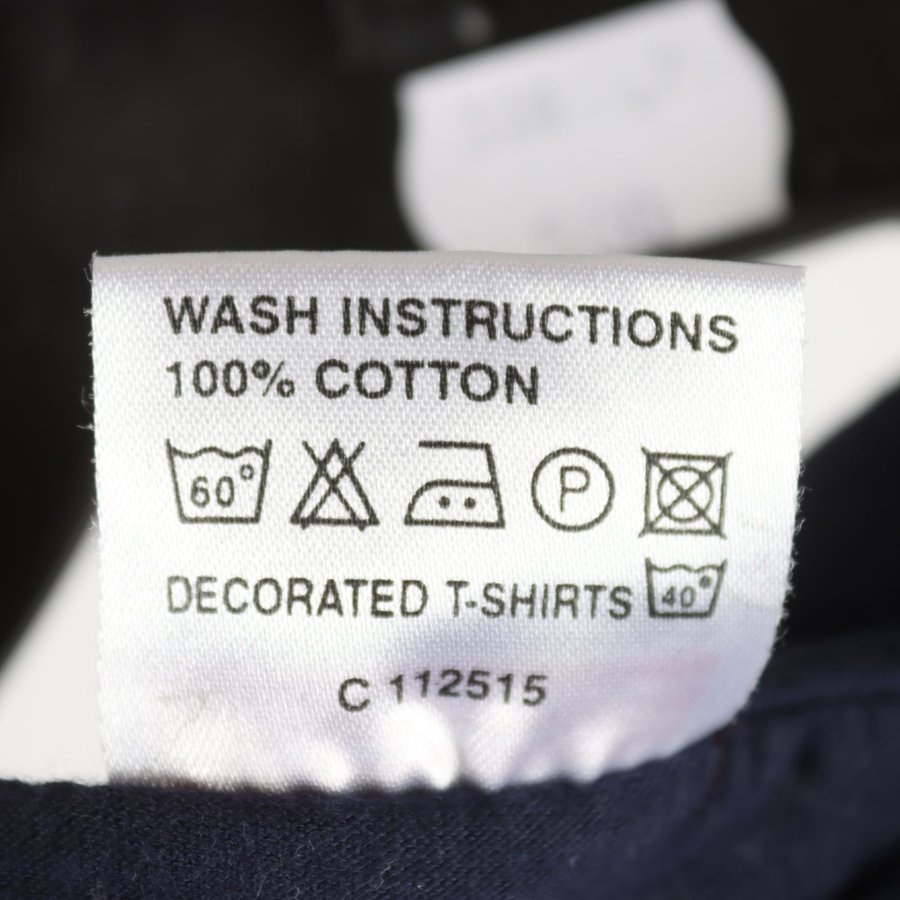 WASH INSTRUCTIONS
100% COTTON
60° P
DECORATED T-SHIRTS 40°
C 112515